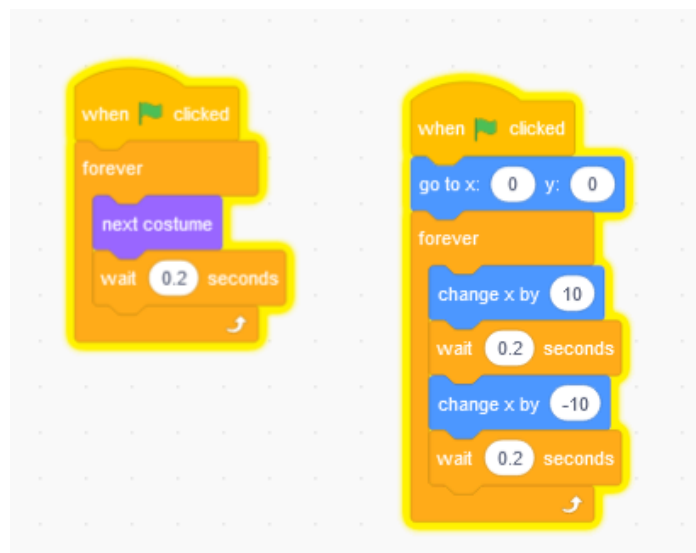 when clicked
forever
next costume
wait 0.2 seconds
when clicked
go to x: 0 y: 0
forever
change x by 10
wait 0.2 seconds
change x by -10
wait 0.2 seconds